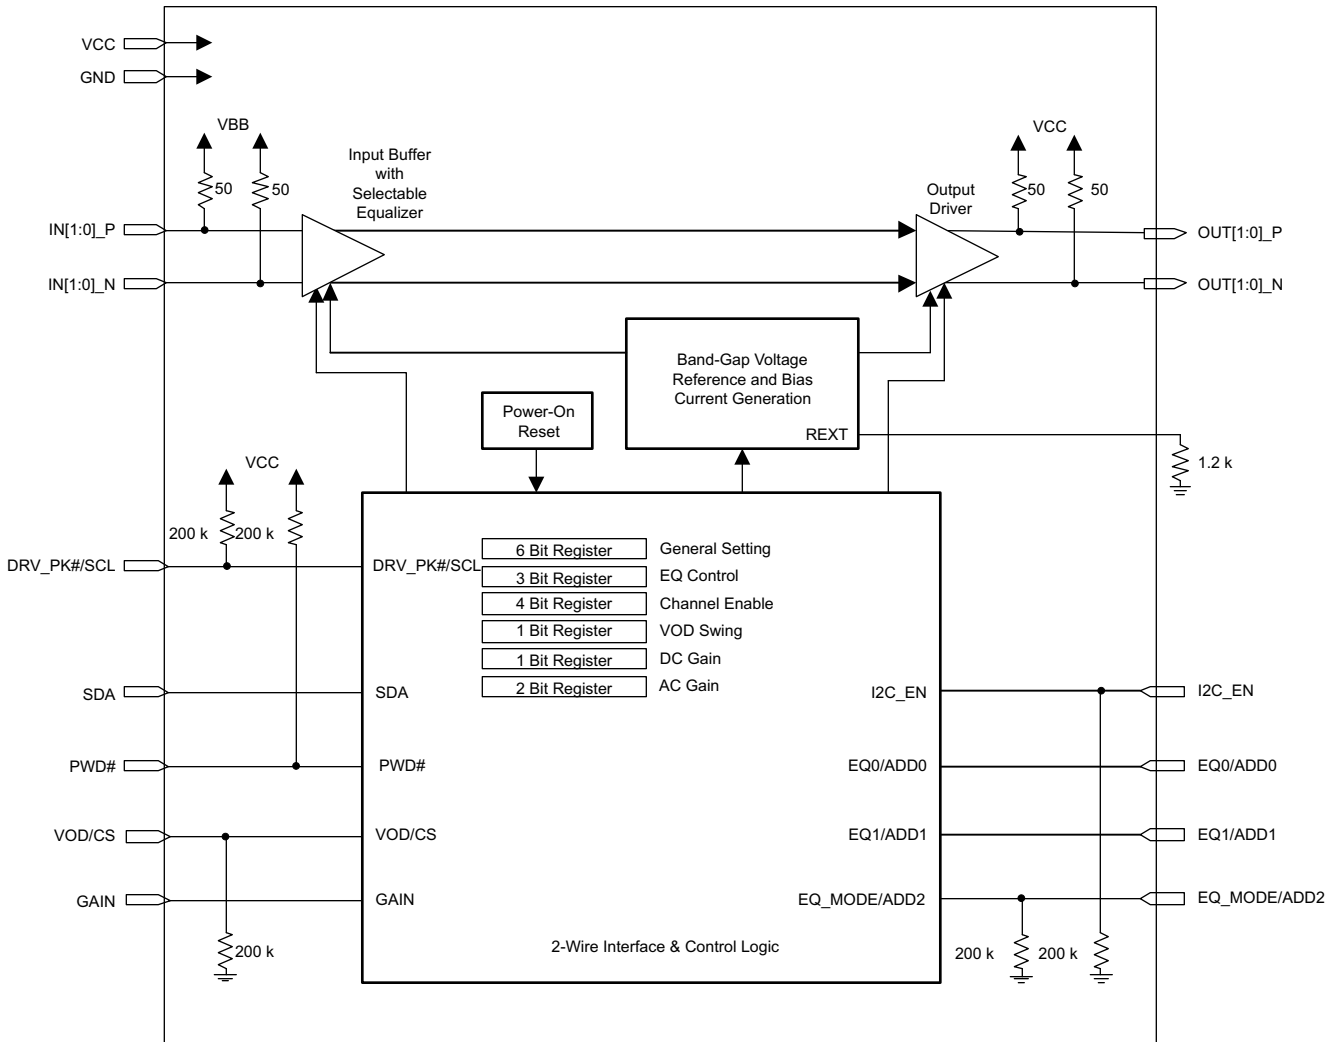 VCC
GND
VBB
50
50
Input Buffer
with
Selectable
Equalizer
Output
Driver
VCC
50
50
IN[1:0]_P
IN[1:0]_N
OUT[1:0]_P
OUT[1:0]_N
Band-Gap Voltage
Reference and Bias
Current Generation
REXT
1.2 k
Power-On
Reset
VCC
200 k
200 k
DRV_PK#/SCL
DRV_PK#/SCL
6 Bit Register General Setting
3 Bit Register EQ Control
4 Bit Register Channel Enable
1 Bit Register VOD Swing
1 Bit Register DC Gain
2 Bit Register AC Gain
SDA
SDA
I2C_EN
I2C_EN
PWD#
PWD#
EQ0/ADD0
EQ0/ADD0
VOD/CS
VOD/CS
EQ1/ADD1
EQ1/ADD1
GAIN
GAIN
EQ_MODE/ADD2
EQ_MODE/ADD2
200 k
2-Wire Interface & Control Logic
200 k
200 k